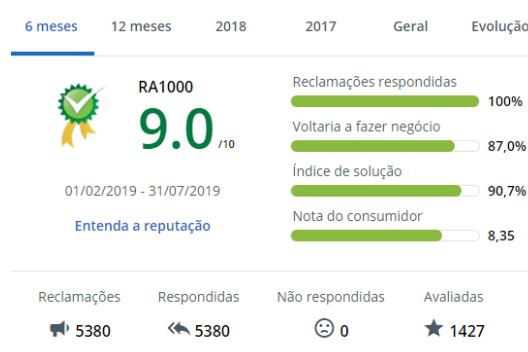 6 meses 12 meses 2018 2017 Geral Evolução
RA1000
9.0 /10
01/02/2019 - 31/07/2019
Entenda a reputação
Reclamações respondidas
100%
Voltaria a fazer negócio
87,0%
Índice de solução
90,7%
Nota do consumidor
8,35
Reclamações Respondidas Não respondidas Avaliadas
5380 5380 0 1427